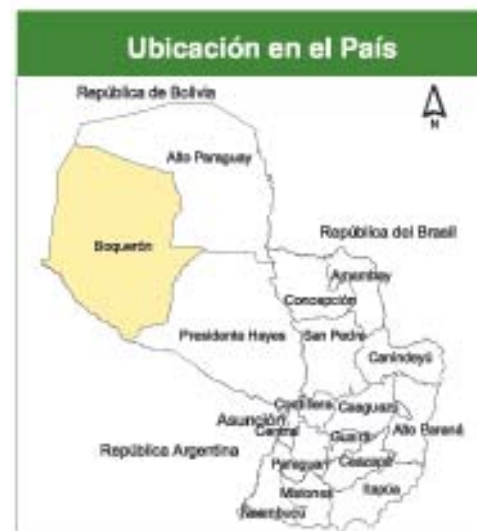 Ubicación en el País
República de Bolivia
N
Alto Paraguay
República del Brasil
Boquerón
Amambay
Concepción
Presidente Hayes
San Pedro
Canindeyú
Cordillera
Caaguazú
Asunción
Central
Alto Paraná
Guairá
República Argentina
Paraguarí
Caazapá
Misiones
Itapúa
Ñeembucú